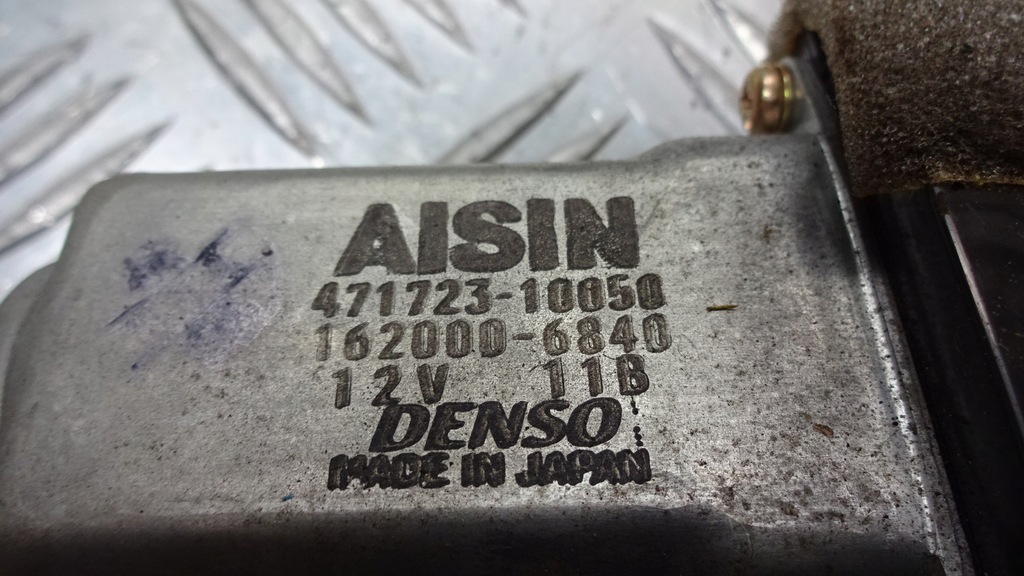 AISIN
471723-10050
162000-6840
12V 11B
DENSO
MADE IN JAPAN